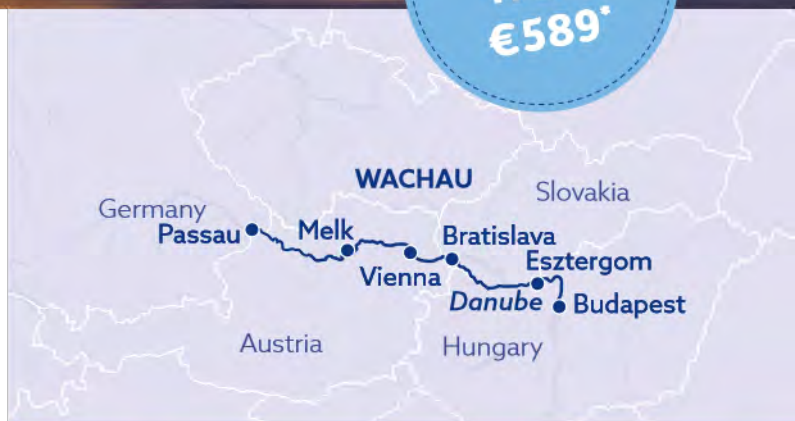 €589*
WACHAU
Slovakia
Germany
Passau
Melk
Bratislava
Vienna
Esztergom
Danube
Budapest
Austria
Hungary